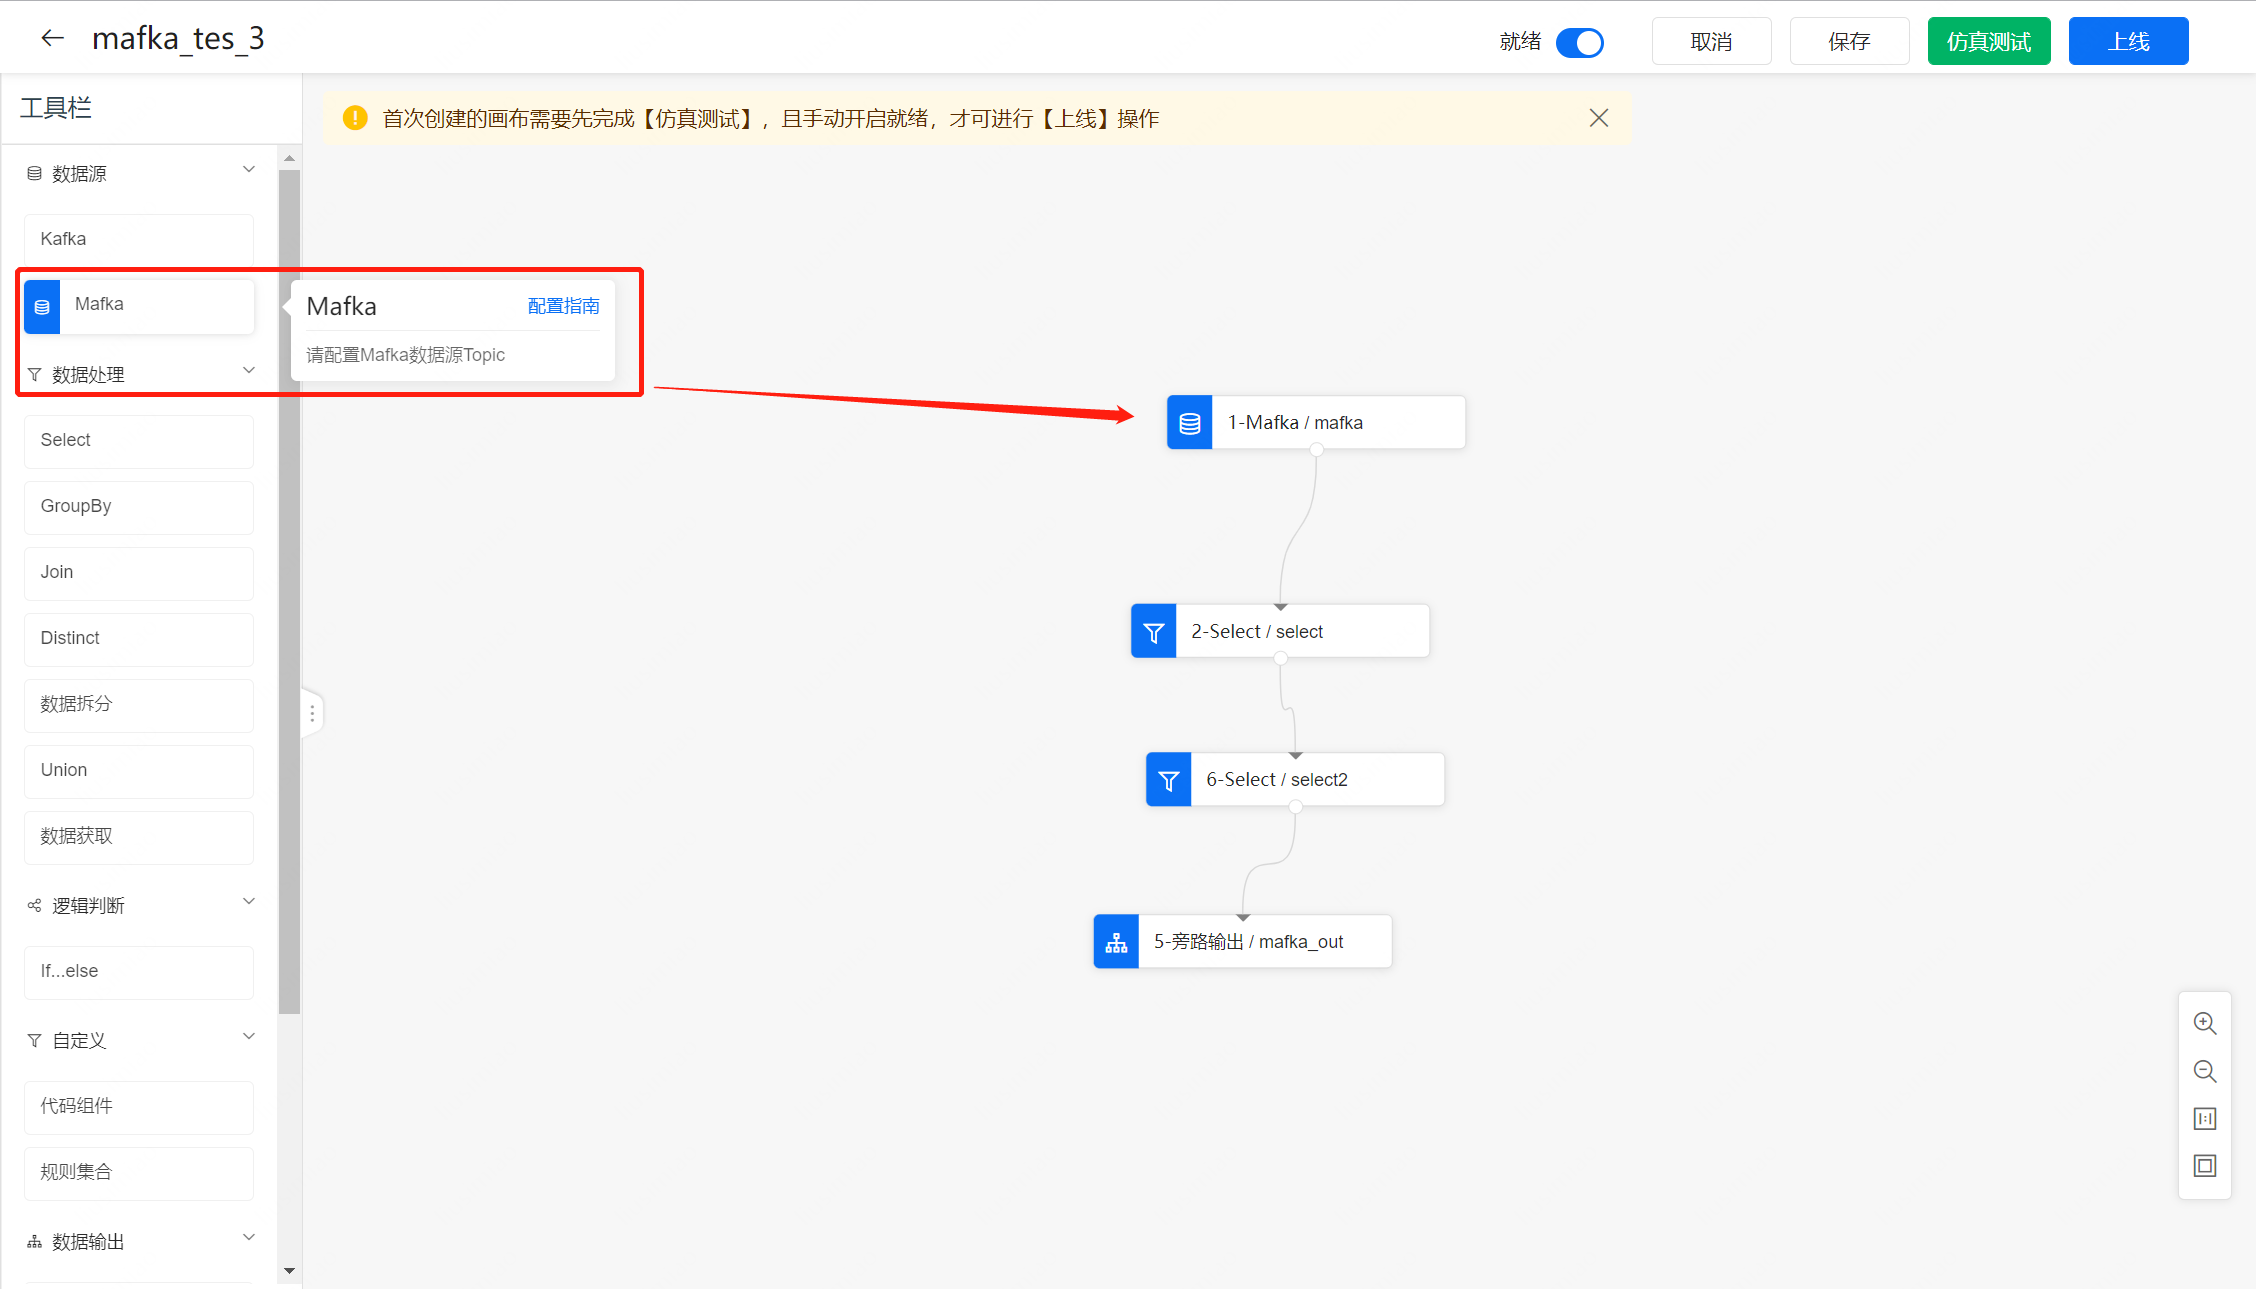 mafka_tes_3
就绪
取消
保存
仿真测试
上线
工具栏
首次创建的画布需要先完成【仿真测试】，且手动开启就绪，才可进行【上线】操作
数据源
Kafka
Mafka
Mafka
配置指南
请配置Mafka数据源Topic
数据处理
Select
GroupBy
Join
Distinct
数据拆分
Union
数据获取
逻辑判断
If...else
自定义
代码组件
规则集合
数据输出
1-Mafka / mafka
2-Select / select
6-Select / select2
5-旁路输出 / mafka_out